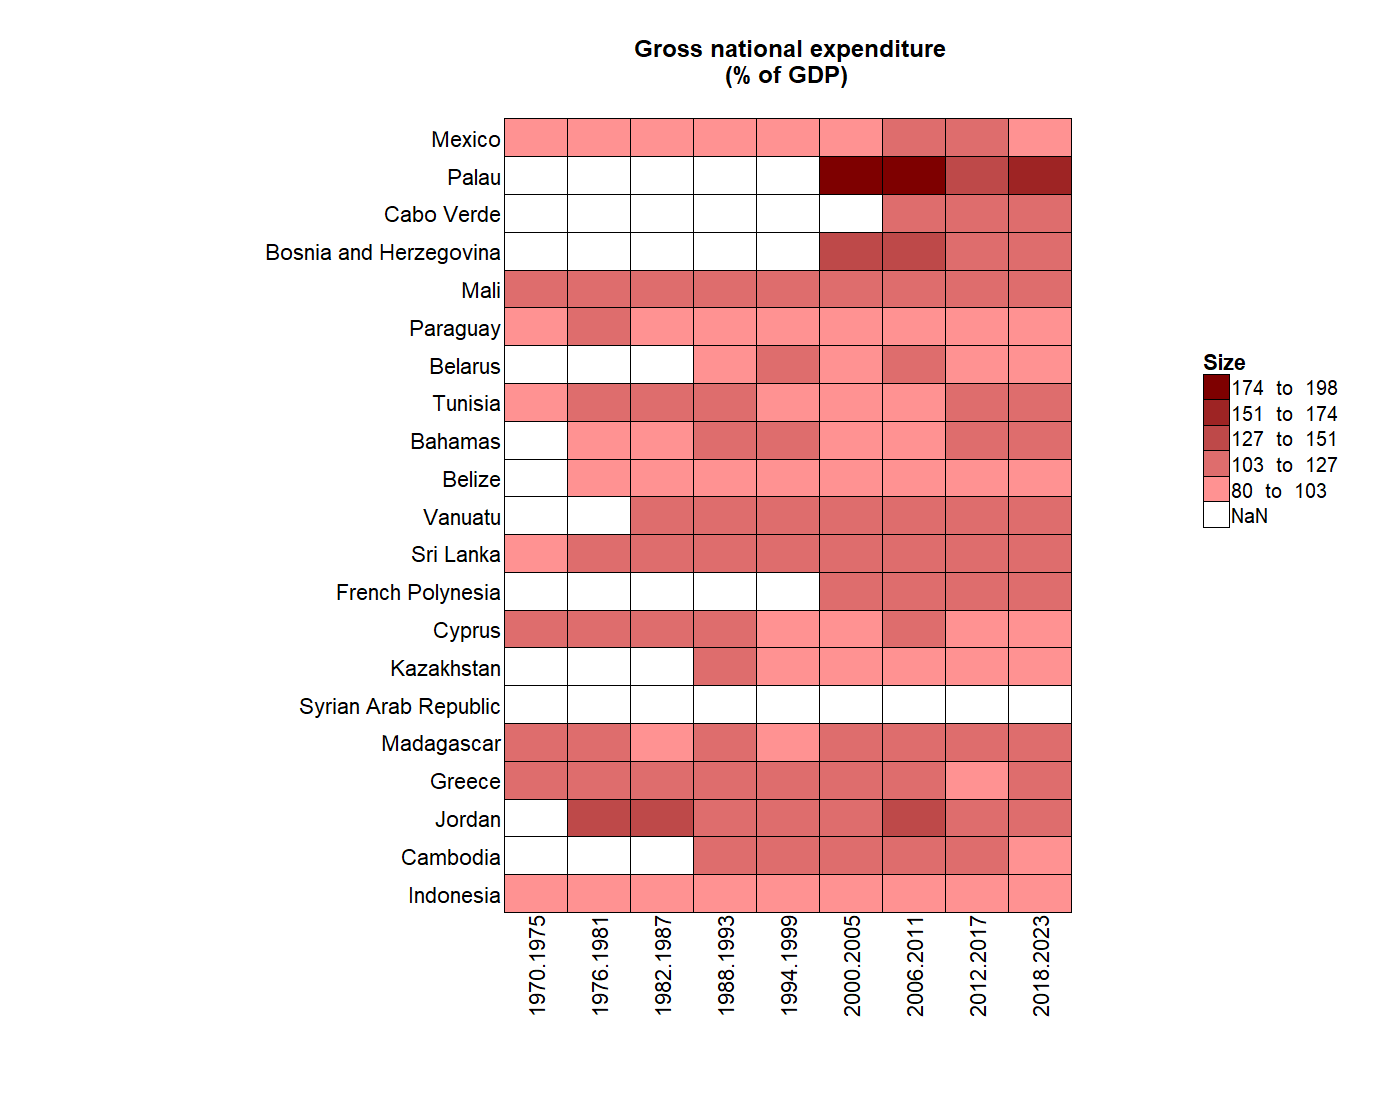 Gross national expenditure
(% of GDP)
Mexico
Palau
Cabo Verde
Bosnia and Herzegovina
Mali
Paraguay
Belarus
Tunisia
Bahamas
Belize
Vanuatu
Sri Lanka
French Polynesia
Cyprus
Kazakhstan
Syrian Arab Republic
Madagascar
Greece
Jordan
Cambodia
Indonesia
1970.1975
1976.1981
1982.1987
1988.1993
1994.1999
2000.2005
2006.2011
2012.2017
2018.2023
Size
174 to 198
151 to 174
127 to 151
103 to 127
80 to 103
NaN